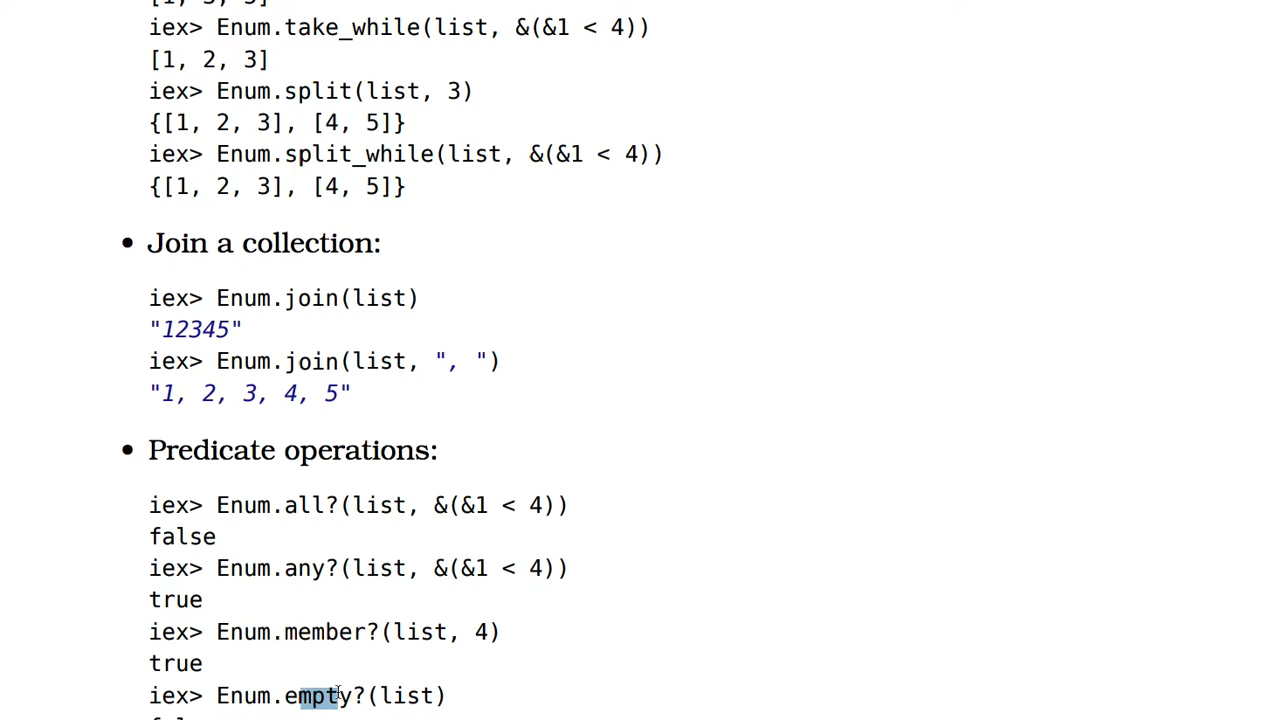 [1, 3, 5]
iex> Enum.take_while(list, &(&1 < 4))
[1, 2, 3]
iex> Enum.split(list, 3)
{[1, 2, 3], [4, 5]}
iex> Enum.split_while(list, &(&1 < 4))
{[1, 2, 3], [4, 5]}
• Join a collection:
iex> Enum.join(list)
"12345"
iex> Enum.join(list, ", ")
"1, 2, 3, 4, 5"
• Predicate operations:
iex> Enum.all?(list, &(&1 < 4))
false
iex> Enum.any?(list, &(&1 < 4))
true
iex> Enum.member?(list, 4)
true
iex> Enum.empty?(list)